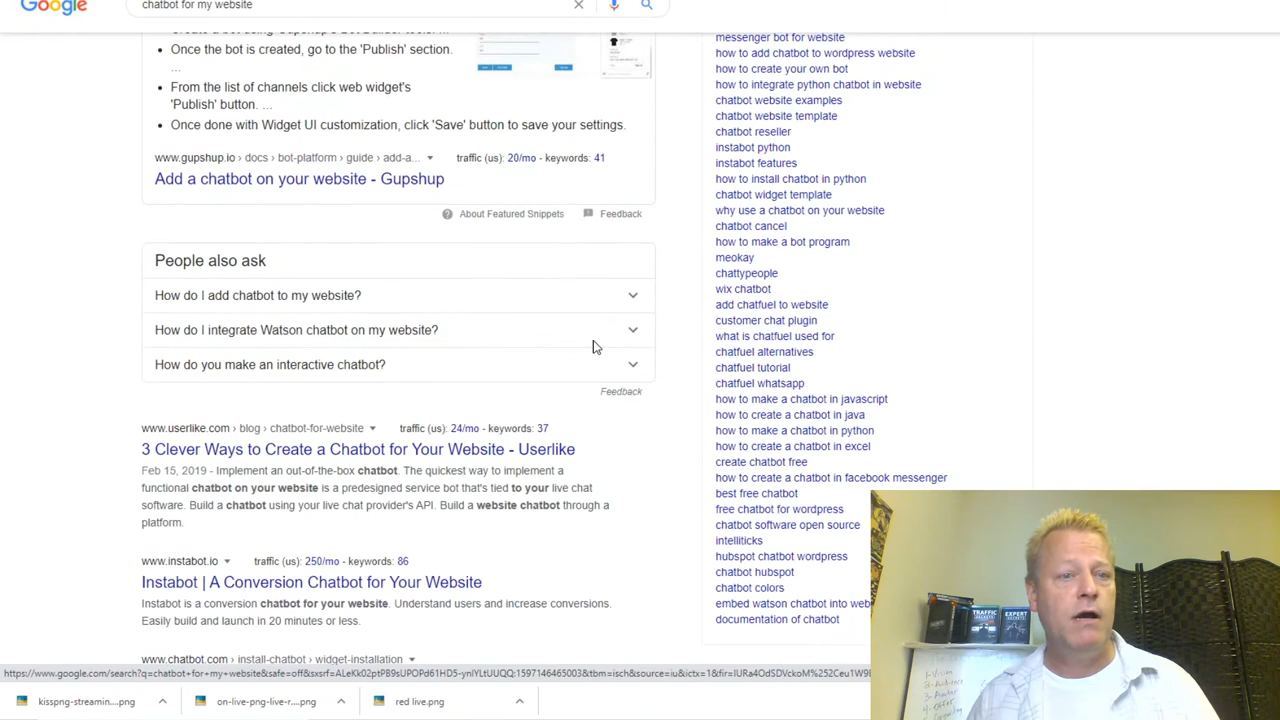 Google
chatbot for my website
Once the bot is created, go to the 'Publish' section.
...
From the list of channels click web widget's
'Publish' button. ...
Once done with Widget UI customization, click 'Save' button to save your settings.
www.gupshup.io › docs › bot-platform › guide › add-a... traffic (us): 20/mo - keywords: 41
Add a chatbot on your website - Gupshup
About Featured Snippets Feedback
People also ask
How do I add chatbot to my website?
How do I integrate Watson chatbot on my website?
How do you make an interactive chatbot?
Feedback
www.userlike.com › blog › chatbot-for-website traffic (us): 24/mo - keywords: 37
3 Clever Ways to Create a Chatbot for Your Website - Userlike
Feb 15, 2019 - Implement an out-of-the-box chatbot. The quickest way to implement a
functional chatbot on your website is a predesigned service bot that's tied to your live chat
software. Build a chatbot using your live chat provider's API. Build a website chatbot through a
platform.
www.instabot.io traffic (us): 250/mo - keywords: 86
Instabot | A Conversion Chatbot for Your Website
Instabot is a conversion chatbot for your website. Understand users and increase conversions.
Easily build and launch in 20 minutes or less.
www.chatbot.com › install-chatbot › widget-installation
messenger bot for website
how to add chatbot to wordpress website
how to create your own bot
how to integrate python chatbot in website
chatbot website examples
chatbot website template
chatbot reseller
instabot python
instabot features
how to install chatbot in python
chatbot widget template
why use a chatbot on your website
chatbot cancel
how to make a bot program
meokay
chattypeople
wix chatbot
add chatfuel to website
customer chat plugin
what is chatfuel used for
chatfuel alternatives
chatfuel tutorial
chatfuel whatsapp
how to make a chatbot in javascript
how to create a chatbot in java
how to make a chatbot in python
how to create a chatbot in excel
create chatbot free
how to create a chatbot in facebook messenger
best free chatbot
free chatbot for wordpress
chatbot software open source
intelliticks
hubspot chatbot wordpress
chatbot hubspot
chatbot colors
embed watson chatbot into web
documentation of chatbot
TRAFFIC
SECRETS
EXPERT
SECRETS
kisspng-streamin....png
on-live-png-live-r....png
red live.png